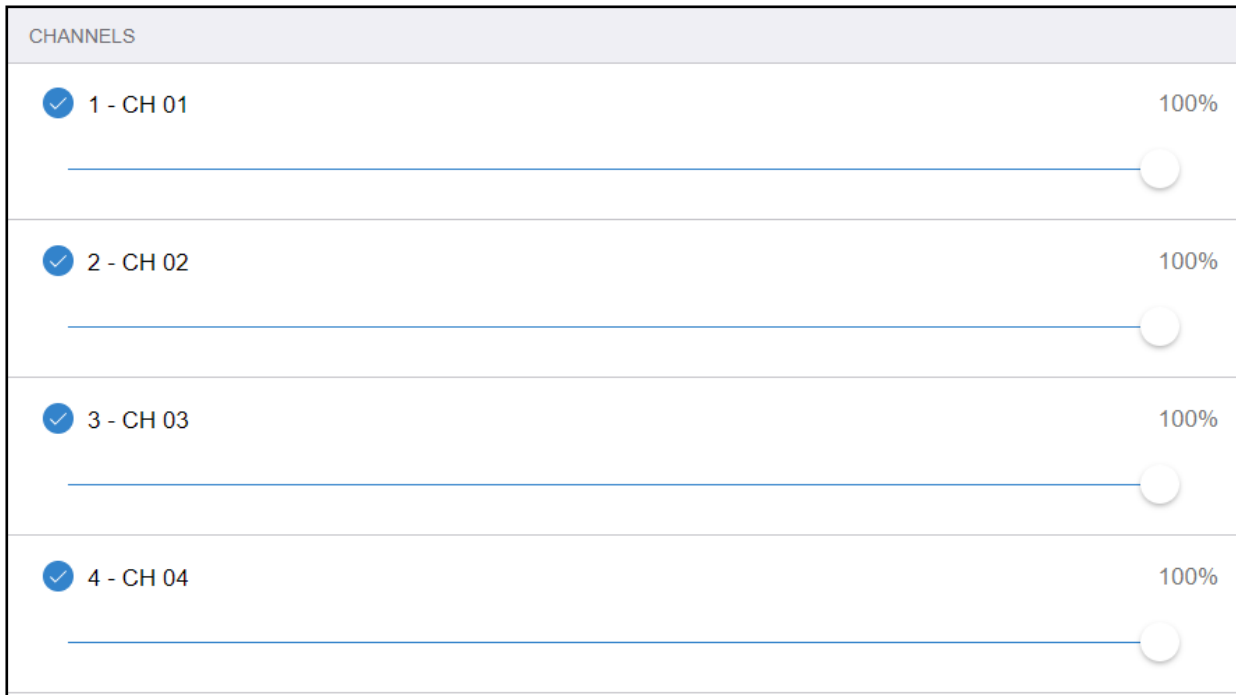 CHANNELS
1 - CH 01 100%
2 - CH 02 100%
3 - CH 03 100%
4 - CH 04 100%